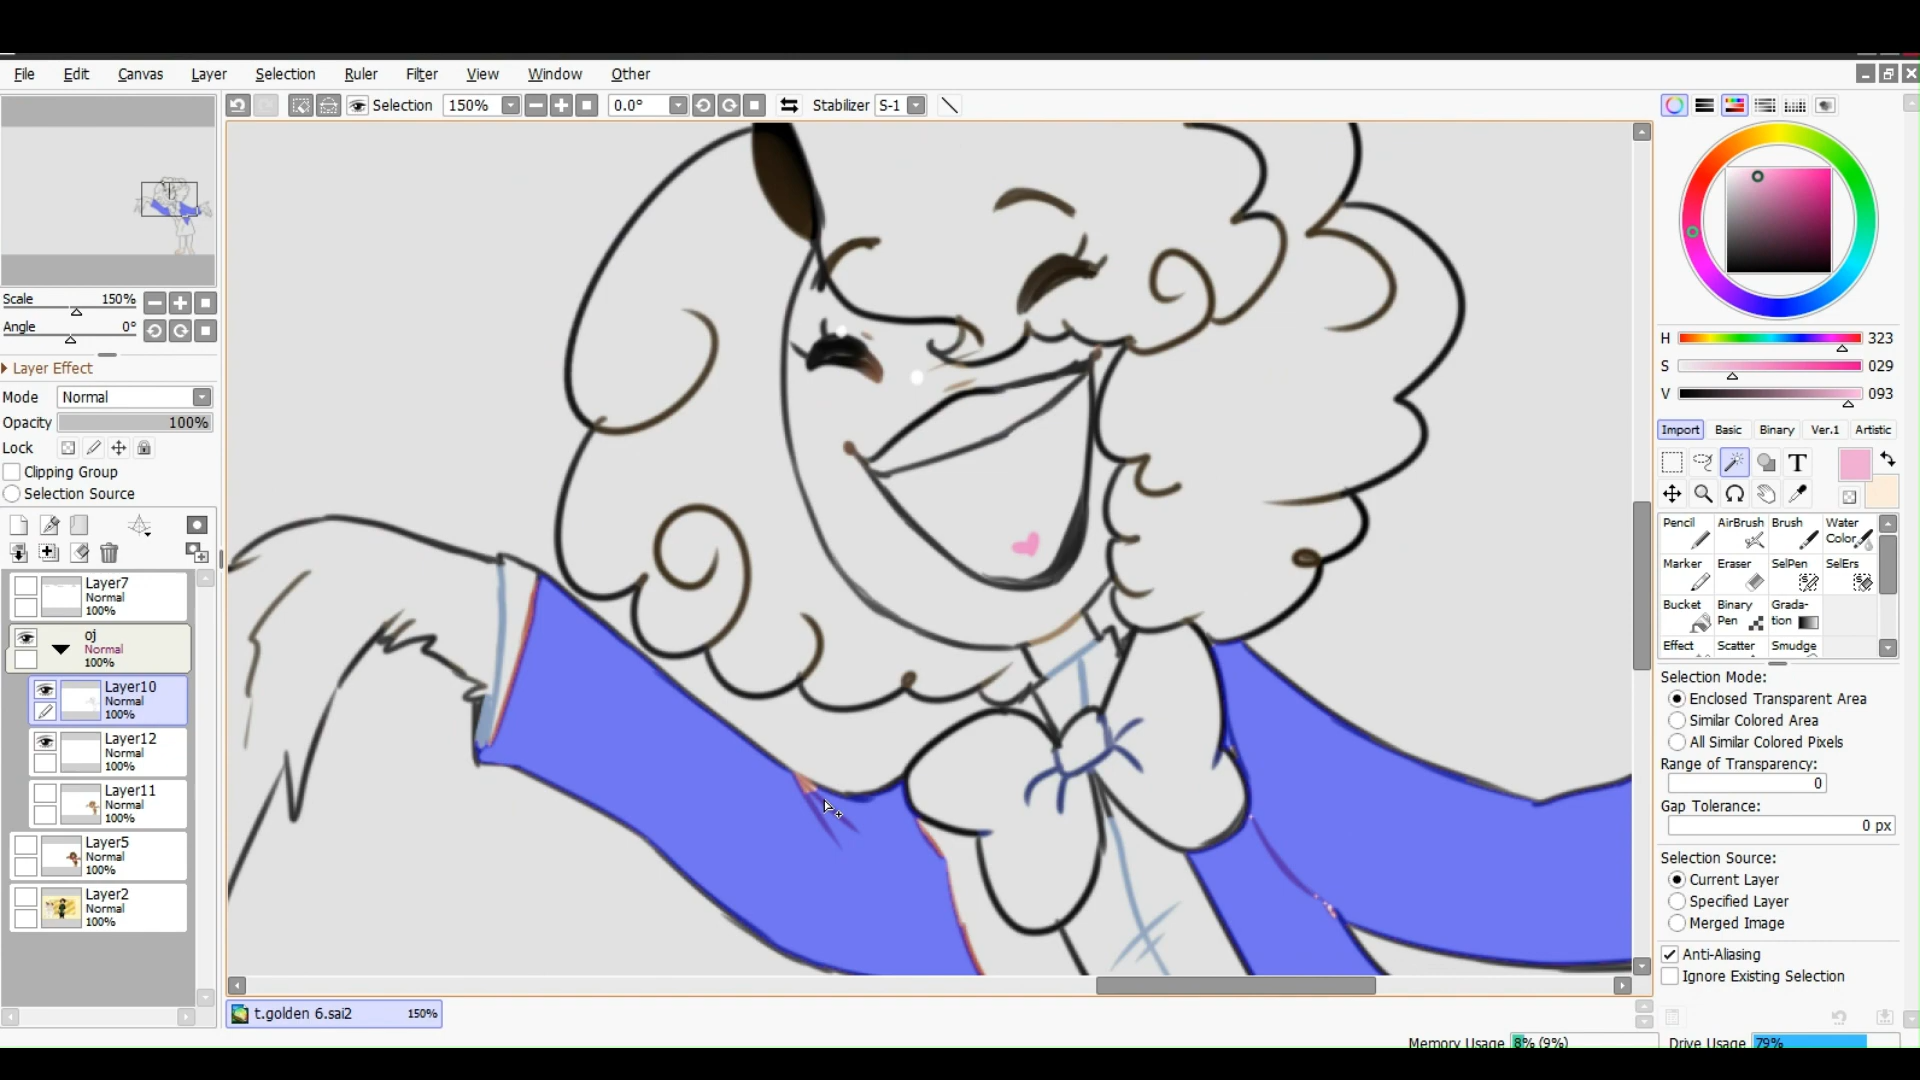 File Edit Canvas Layer Selection Ruler Filter View Window Other
Selection 150% 0.0° Stabilizer S-1
Scale 150%
Angle 0°
Layer Effect
Mode Normal
Opacity 100%
Lock
Clipping Group
Selection Source
Layer7
Normal
100%
oj
Normal
100%
Layer10
Normal
100%
Layer12
Normal
100%
Layer11
Normal
100%
Layer5
Normal
100%
Layer2
Normal
100%
t.golden 6.sai2 150%
H 323
S 029
V 093
Import Basic Binary Ver.1 Artistic
T
Pencil AirBrush Brush Water Color
Marker Eraser SelPen SelErs
Bucket Binary Pen Grada-tion
Effect Scatter Smudge
Selection Mode:
Enclosed Transparent Area
Similar Colored Area
All Similar Colored Pixels
Range of Transparency:
0
Gap Tolerance:
0 px
Selection Source:
Current Layer
Specified Layer
Merged Image
Anti-Aliasing
Ignore Existing Selection
Memory Usage 8% (9%) Drive Usage 79%